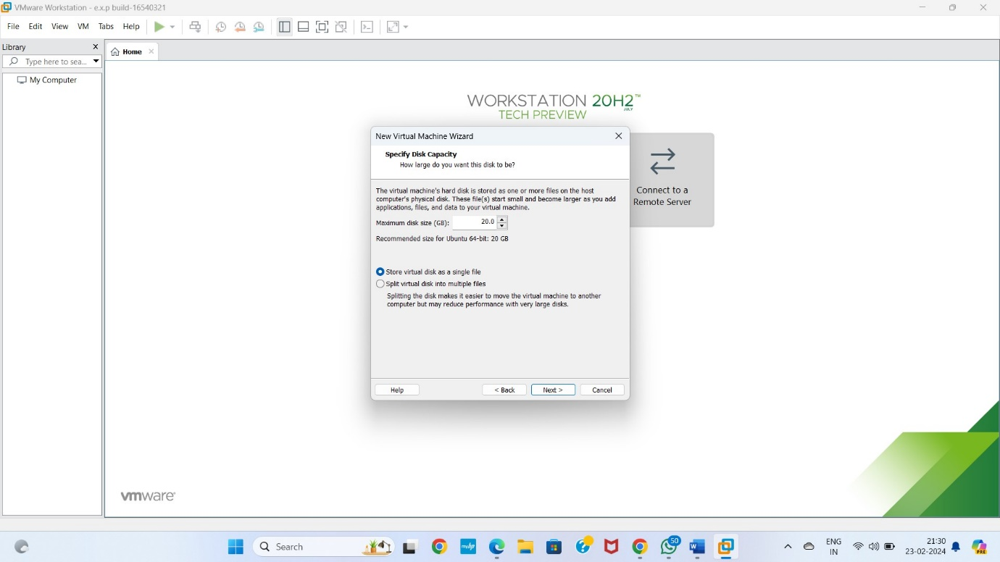 VMware Workstation - e.x.p build-16540321
File Edit View VM Tabs Help
Library
Home
Type here to sea...
My Computer
WORKSTATION 20H2™
JULY
TECH PREVIEW
New Virtual Machine Wizard
Specify Disk Capacity
How large do you want this disk to be?
The virtual machine's hard disk is stored as one or more files on the host
computer's physical disk. These file(s) start small and become larger as you add
applications, files, and data to your virtual machine.
Maximum disk size (GB): 20.0
Recommended size for Ubuntu 64-bit: 20 GB
Store virtual disk as a single file
Split virtual disk into multiple files
Splitting the disk makes it easier to move the virtual machine to another
computer but may reduce performance with very large disks.
Help < Back Next > Cancel
Connect to a
Remote Server
vmware®
Search
myhp
50
W
ENG
IN
21:30
23-02-2024
PRE